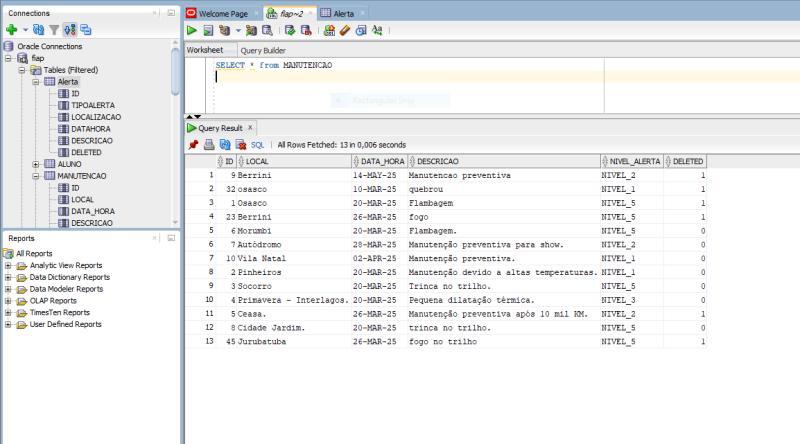 Connections
Oracle Connections
fiap
Tables (Filtered)
Alerta
ID
TIPOALERTA
LOCALIZACAO
DATAHORA
DESCRICAO
DELETED
ALUNO
MANUTENCAO
ID
LOCAL
DATA_HORA
DESCRICAO
Reports
All Reports
Analytic View Reports
Data Dictionary Reports
Data Modeler Reports
OLAP Reports
TimesTen Reports
User Defined Reports
Welcome Page fiap~2 Alerta
Worksheet Query Builder
SELECT * from MANUTENCAO
Rectangular Snip
Query Result
SQL | All Rows Fetched: 13 in 0,006 seconds
ID LOCAL DATA_HORA DESCRICAO NIVEL_ALERTA DELETED
1 9 Berrini 14-MAY-25 Manutencao preventiva NIVEL_2 1
2 32 osasco 10-MAR-25 quebrou NIVEL_1 1
3 1 Osasco 20-MAR-25 Flambagem NIVEL_5 1
4 23 Berrini 26-MAR-25 fogo NIVEL_5 1
5 6 Morumbi 20-MAR-25 Flambagem. NIVEL_5 0
6 7 Autódromo 28-MAR-25 Manutenção preventiva para show. NIVEL_2 0
7 10 Vila Natal 02-APR-25 Manutenção preventiva. NIVEL_1 0
8 2 Pinheiros 20-MAR-25 Manutenção devido a altas temperaturas. NIVEL_1 0
9 3 Socorro 20-MAR-25 Trinca no trilho. NIVEL_5 0
10 4 Primavera - Interlagos. 20-MAR-25 Pequena dilatação térmica. NIVEL_3 0
11 5 Ceasa. 26-MAR-25 Manutenção preventiva após 10 mil KM. NIVEL_2 1
12 8 Cidade Jardim. 20-MAR-25 trinca no trilho. NIVEL_5 0
13 45 Jurubatuba 26-MAR-25 fogo no trilho NIVEL_5 1